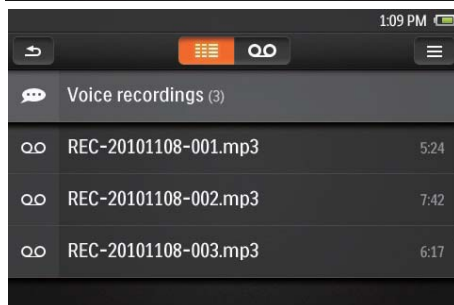 1:09 PM
Voice recordings (3)
REC-20101108-001.mp3 5:24
REC-20101108-002.mp3 7:42
REC-20101108-003.mp3 6:17